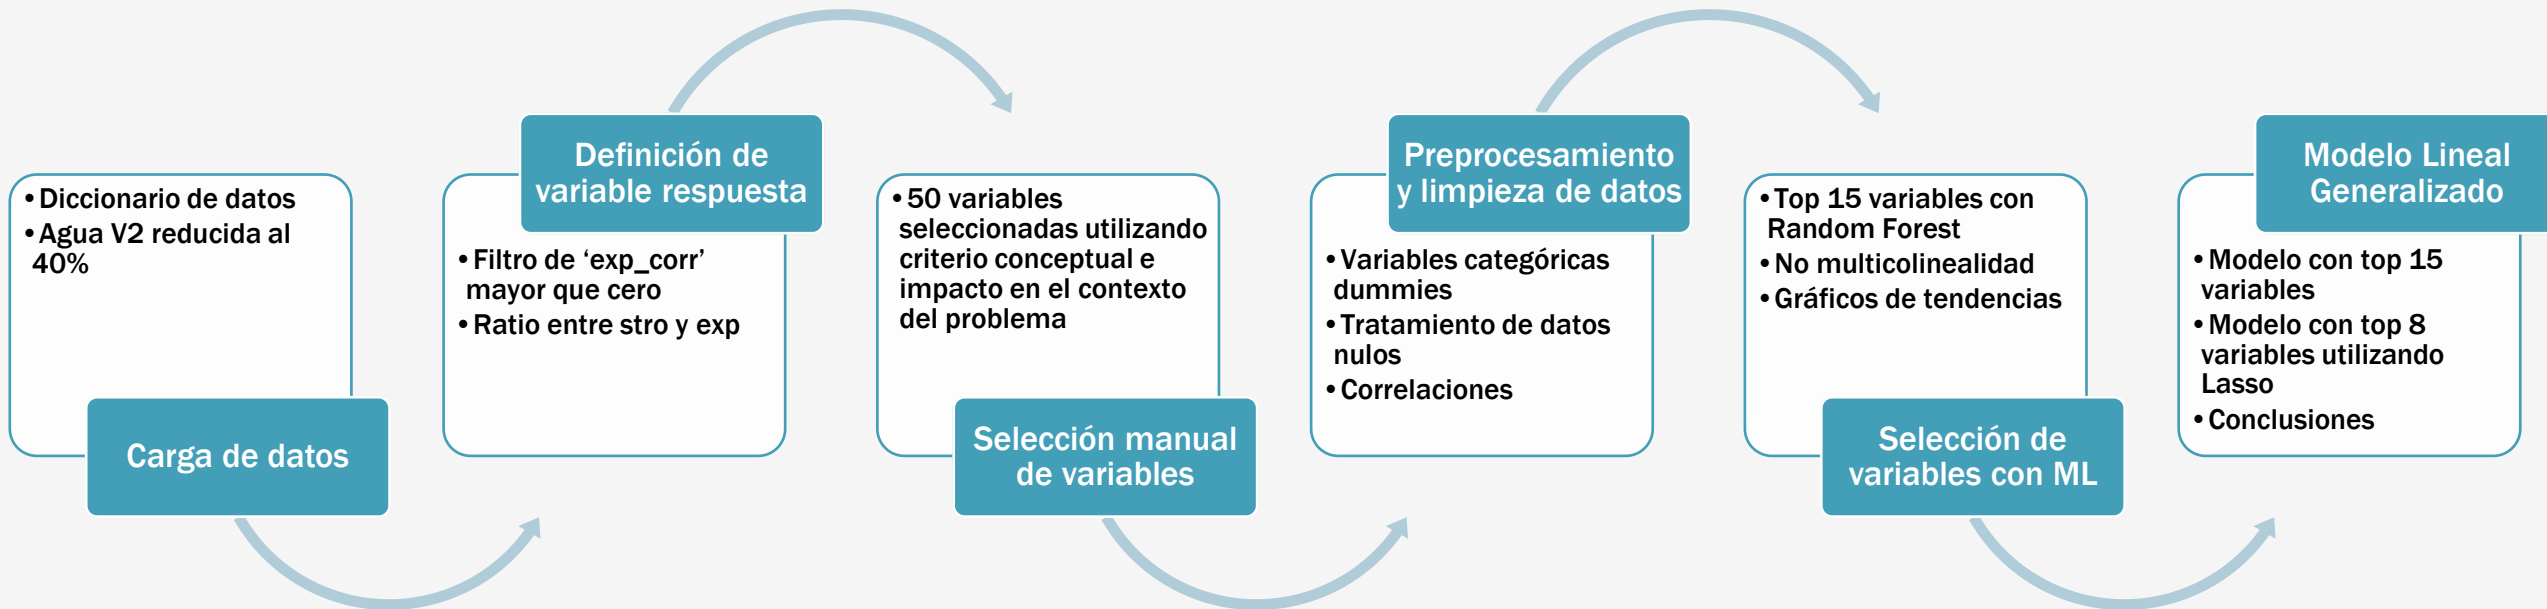 •Diccionario de datos
•Agua V2 reducida al
40%
Carga de datos
Definición de
variable respuesta
•Filtro de ‘exp_corr’
mayor que cero
•Ratio entre stro y exp
•50 variables
seleccionadas utilizando
criterio conceptual e
impacto en el contexto
del problema
Selección manual
de variables
Preprocesamiento
y limpieza de datos
•Variables categóricas
dummies
•Tratamiento de datos
nulos
•Correlaciones
•Top 15 variables con
Random Forest
•No multicolinealidad
•Gráficos de tendencias
Selección de
variables con ML
Modelo Lineal
Generalizado
•Modelo con top 15
variables
•Modelo con top 8
variables utilizando
Lasso
•Conclusiones